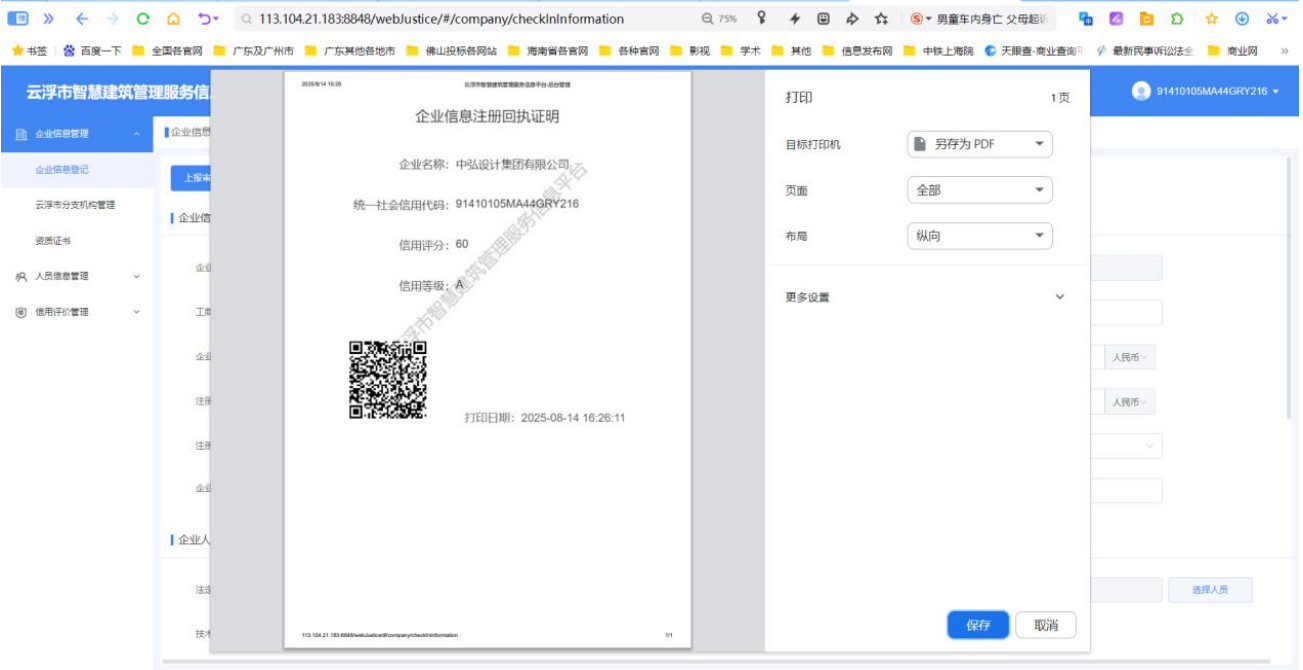 113.104.21.183:8848/webJustice/#/company/checkInInformation 75% 男童车内身亡 父母起诉
书签 百度一下 全国各官网 广东及广州市 广东其他各地市 佛山投标各网站 海南省各官网 各种官网 影视 学术 其他 信息发布网 中铁上海院 天眼查-商业查询 最新民事诉讼法全 商业网
云浮市智慧建筑管理服务信
91410105MA44GRY216
企业信息管理
企业信息登记
云浮市分支机构管理
资质证书
人员信息管理
信用评价管理
企业信息
上报审
企业信
工商
注册
注册
企业人
技术
人民币
人民币
选择人员
2025/8/14 16:26 云浮市智慧建筑管理服务信息平台-后台管理
企业信息注册回执证明
企业名称：中弘设计集团有限公司
统一社会信用代码：91410105MA44GRY216
信用评分：60
信用等级：A
浮市智慧建筑管理服务信息平台
打印日期：2025-08-14 16:26:11
113.104.21.183:8848/webJustice/#/company/checkInInformation 1/1
打印 1页
目标打印机 另存为 PDF
页面 全部
布局 纵向
更多设置
保存 取消